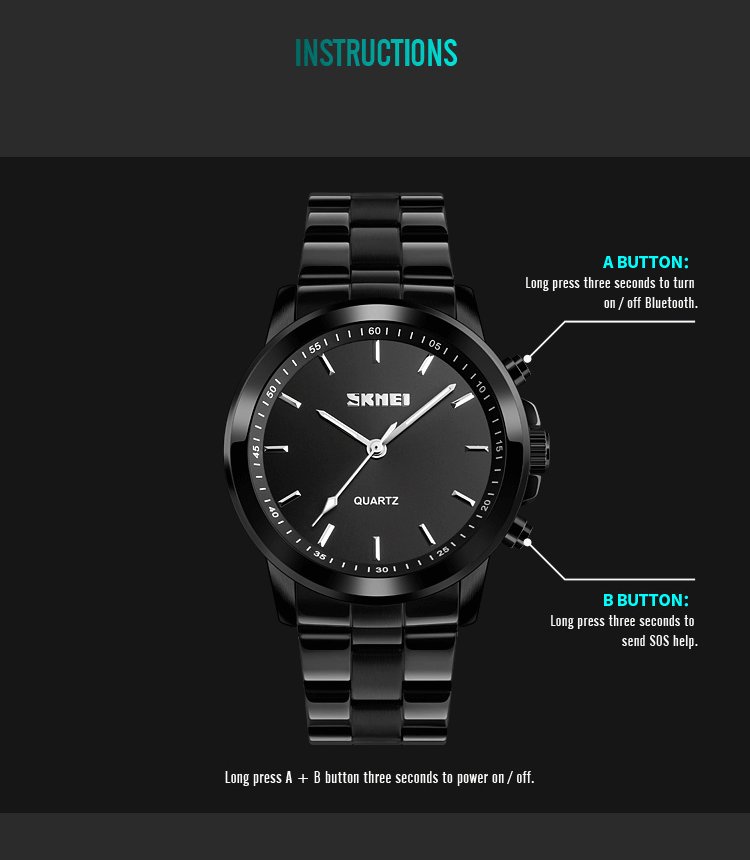 INSTRUCTIONS
A BUTTON:
Long press three seconds to turn
on / off Bluetooth.
60
55
05
50
10
SKMEI
45
15
QUARTZ
40
20
35
25
30
B BUTTON:
Long press three seconds to
send SOS help.
Long press A + B button three seconds to power on / off.